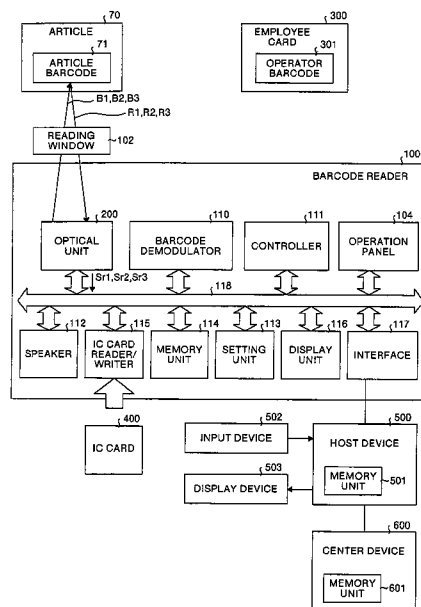 70
ARTICLE
71
ARTICLE
BARCODE
300
EMPLOYEE
CARD
301
OPERATOR
BARCODE
B1,B2,B3
R1,R2,R3
READING
WINDOW
102
100
BARCODE READER
200
OPTICAL
UNIT
110
BARCODE
DEMODULATOR
111
CONTROLLER
104
OPERATION
PANEL
Sr1,Sr2,Sr3
118
112
SPEAKER
115
IC CARD
READER/
WRITER
114
MEMORY
UNIT
113
SETTING
UNIT
116
DISPLAY
UNIT
117
INTERFACE
400
IC CARD
502
INPUT DEVICE
503
DISPLAY DEVICE
500
HOST DEVICE
MEMORY
UNIT
501
600
CENTER DEVICE
MEMORY
UNIT
601